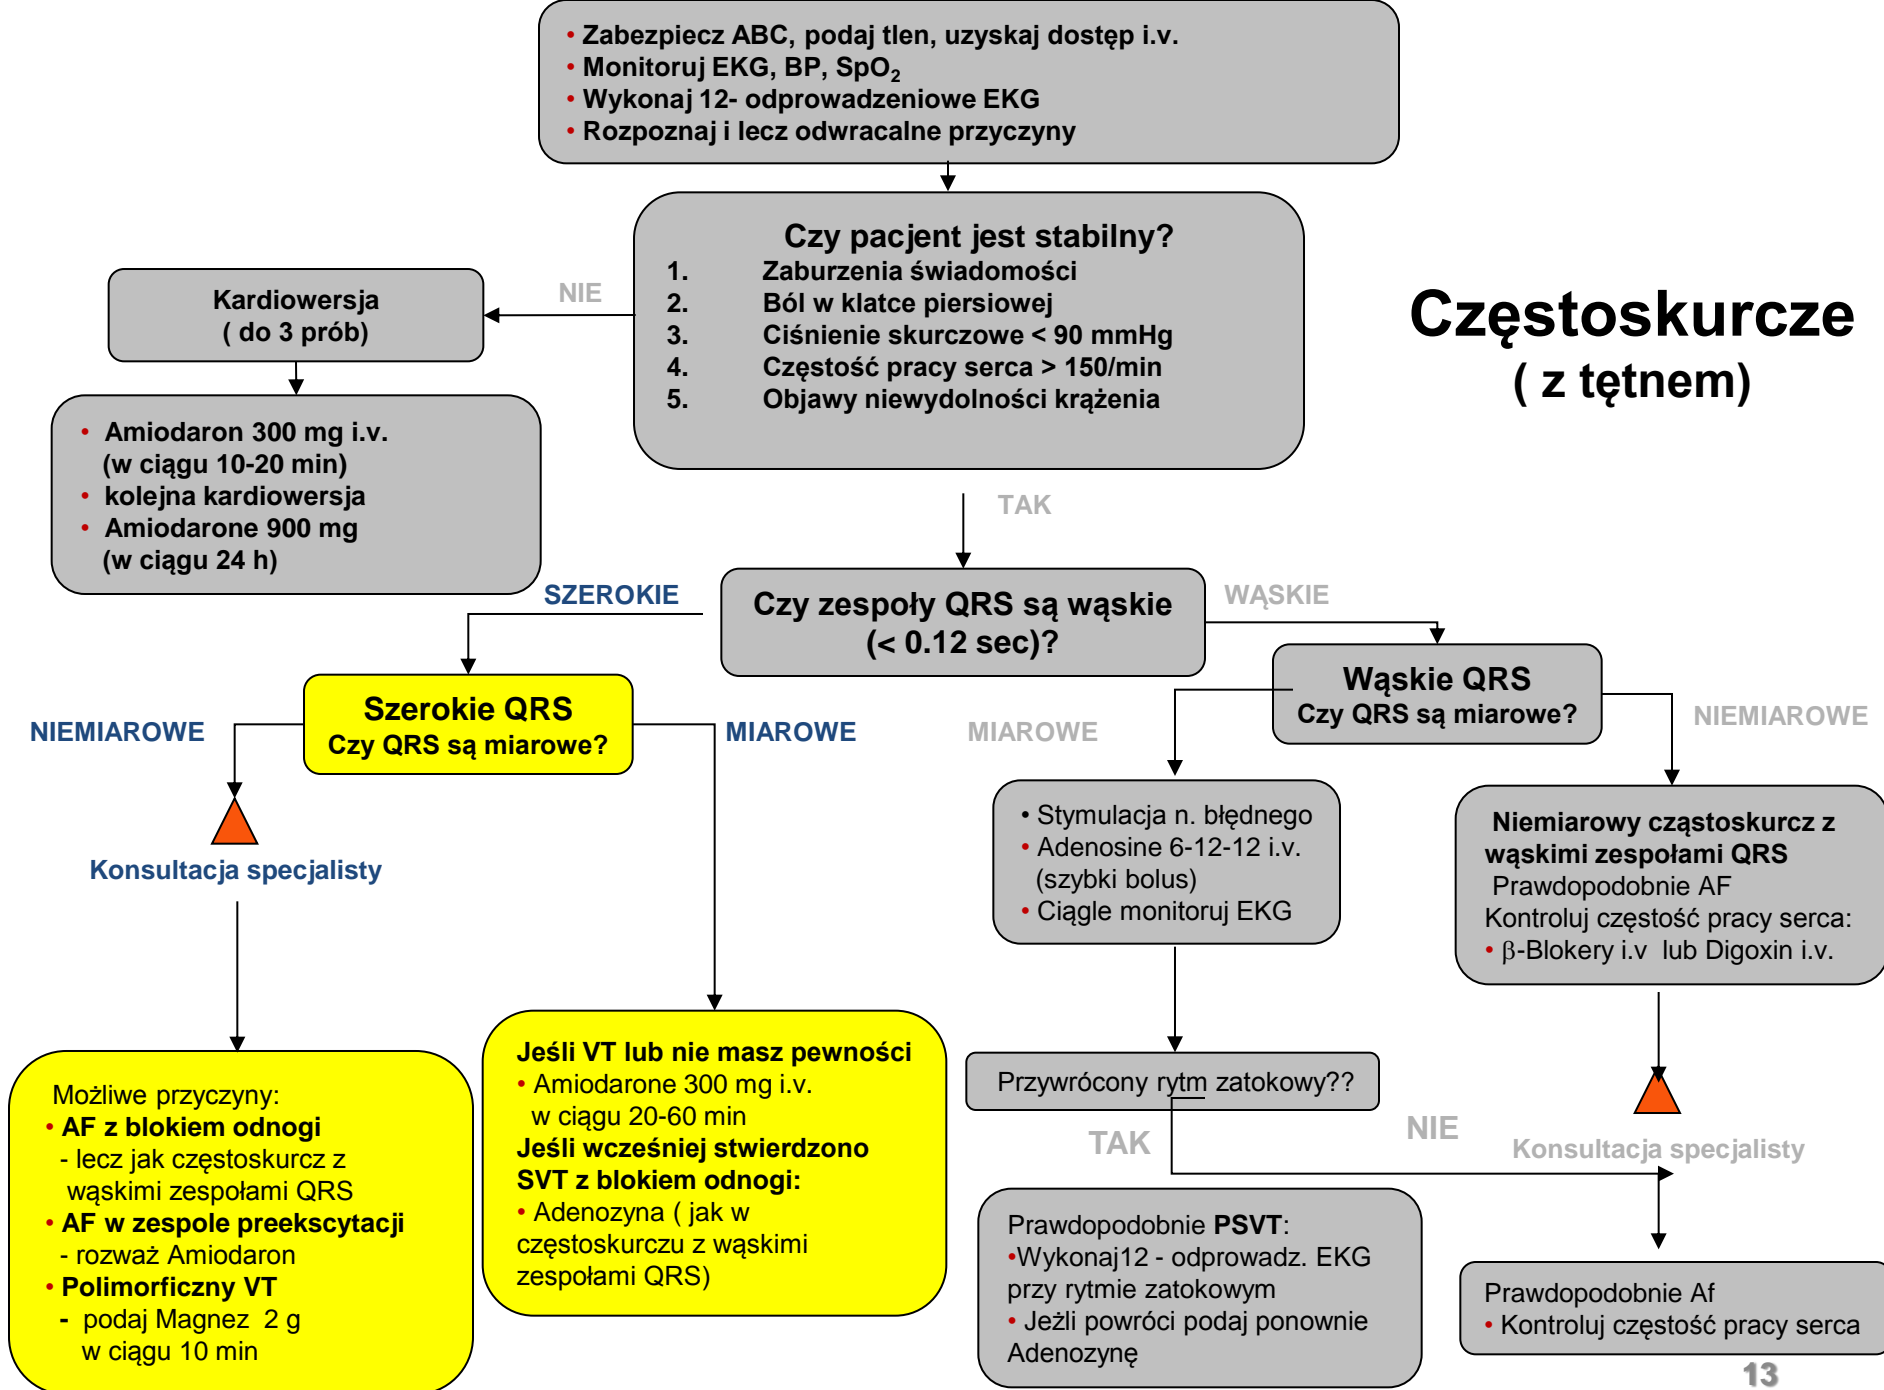 • Zabezpiecz ABC, podaj tlen, uzyskaj dostęp i.v.
• Monitoruj EKG, BP, SpO₂
• Wykonaj 12- odprowadzeniowe EKG
• Rozpoznaj i lecz odwracalne przyczyny
Czy pacjent jest stabilny?
1. Zaburzenia świadomości
2. Ból w klatce piersiowej
3. Ciśnienie skurczowe < 90 mmHg
4. Częstość pracy serca > 150/min
5. Objawy niewydolności krążenia
Częstoskurcze
( z tętnem)
NIE
Kardiowersja
( do 3 prób)
• Amiodaron 300 mg i.v.
(w ciągu 10-20 min)
• kolejna kardiowersja
• Amiodarone 900 mg
(w ciągu 24 h)
TAK
Czy zespoły QRS są wąskie
(< 0.12 sec)?
SZEROKIE
WĄSKIE
Szerokie QRS
Czy QRS są miarowe?
Wąskie QRS
Czy QRS są miarowe?
NIEMIAROWE
MIAROWE
MIAROWE
NIEMIAROWE
Konsultacja specjalisty
• Stymulacja n. błędnego
• Adenosine 6-12-12 i.v.
(szybki bolus)
• Ciągle monitoruj EKG
Niemiarowy cząstoskurcz z
wąskimi zespołami QRS
Prawdopodobnie AF
Kontroluj częstość pracy serca:
• β-Blokery i.v lub Digoxin i.v.
Możliwe przyczyny:
• AF z blokiem odnogi
- lecz jak częstoskurcz z
wąskimi zespołami QRS
• AF w zespole preekscytacji
- rozważ Amiodaron
• Polimorficzny VT
- podaj Magnez 2 g
w ciągu 10 min
Jeśli VT lub nie masz pewności
• Amiodarone 300 mg i.v.
w ciągu 20-60 min
Jeśli wcześniej stwierdzono
SVT z blokiem odnogi:
• Adenozyna ( jak w
częstoskurczu z wąskimi
zespołami QRS)
Przywrócony rytm zatokowy??
TAK
NIE
Konsultacja specjalisty
Prawdopodobnie PSVT:
•Wykonaj12 - odprowadz. EKG
przy rytmie zatokowym
• Jeżli powróci podaj ponownie
Adenozynę
Prawdopodobnie Af
• Kontroluj częstość pracy serca
13